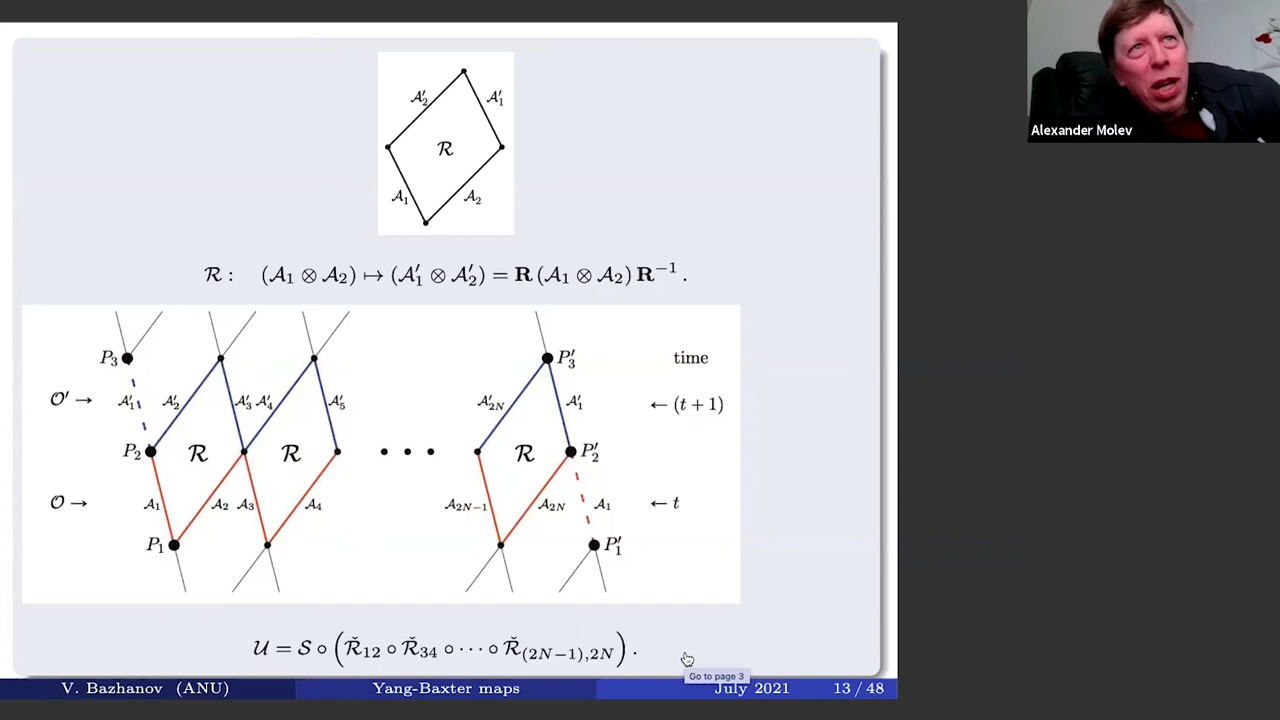 Alexander Molev
𝒜′₂ 𝒜′₁
ℛ
𝒜₁ 𝒜₂
ℛ : (𝒜₁ ⊗ 𝒜₂) ↦ (𝒜′₁ ⊗ 𝒜′₂) = 𝐑 (𝒜₁ ⊗ 𝒜₂) 𝐑⁻¹ .
P₃ P′₃ time
𝒪′ → 𝒜′₁ 𝒜′₂ 𝒜′₃ 𝒜′₄ 𝒜′₅ 𝒜′₂N 𝒜′₁ ← (t + 1)
P₂ ℛ ℛ • • • ℛ P′₂
𝒪 → 𝒜₁ 𝒜₂ 𝒜₃ 𝒜₄ 𝒜₂N₋₁ 𝒜₂N 𝒜₁ ← t
P₁ P′₁
𝒰 = 𝒮 ∘ (ℛ̌₁₂ ∘ ℛ̌₃₄ ∘ ··· ∘ ℛ̌₍₂N₋₁₎,₂N) .
Go to page 3
V. Bazhanov (ANU) Yang-Baxter maps July 2021 13 / 48